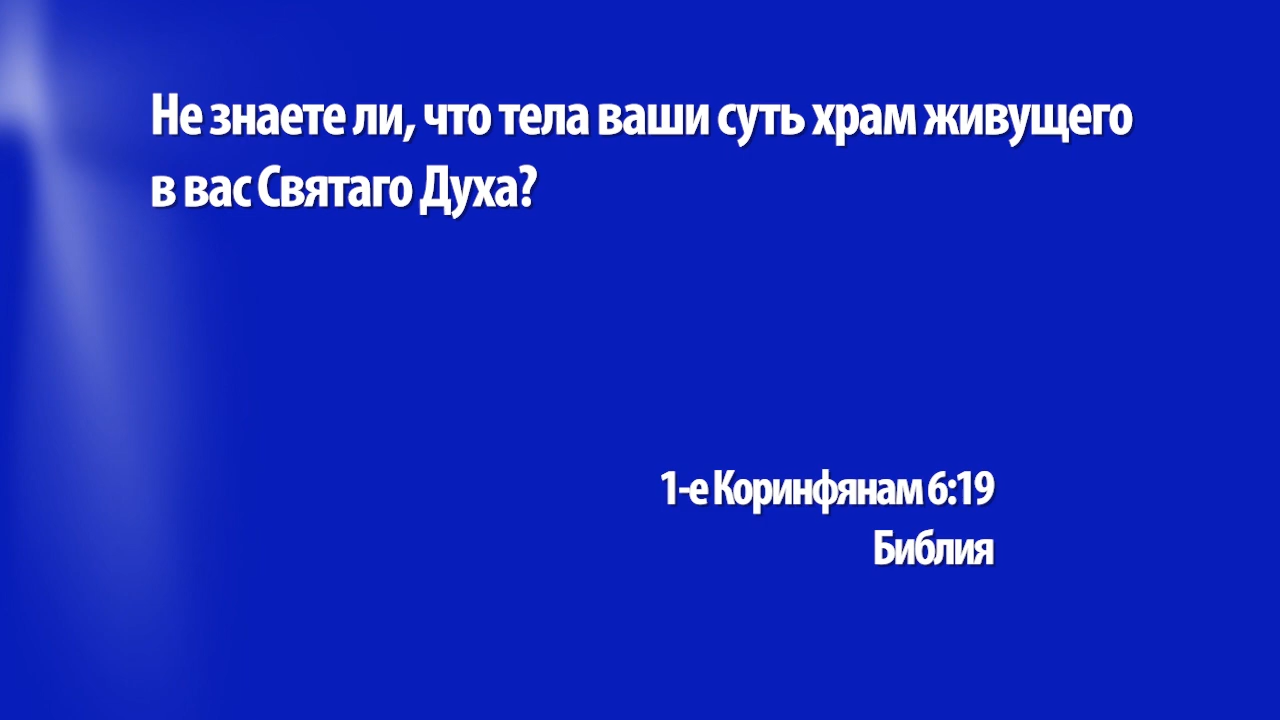 Не знаете ли, что тела ваши суть храм живущего
в вас Святаго Духа?
1-е Коринфянам 6:19
Библия